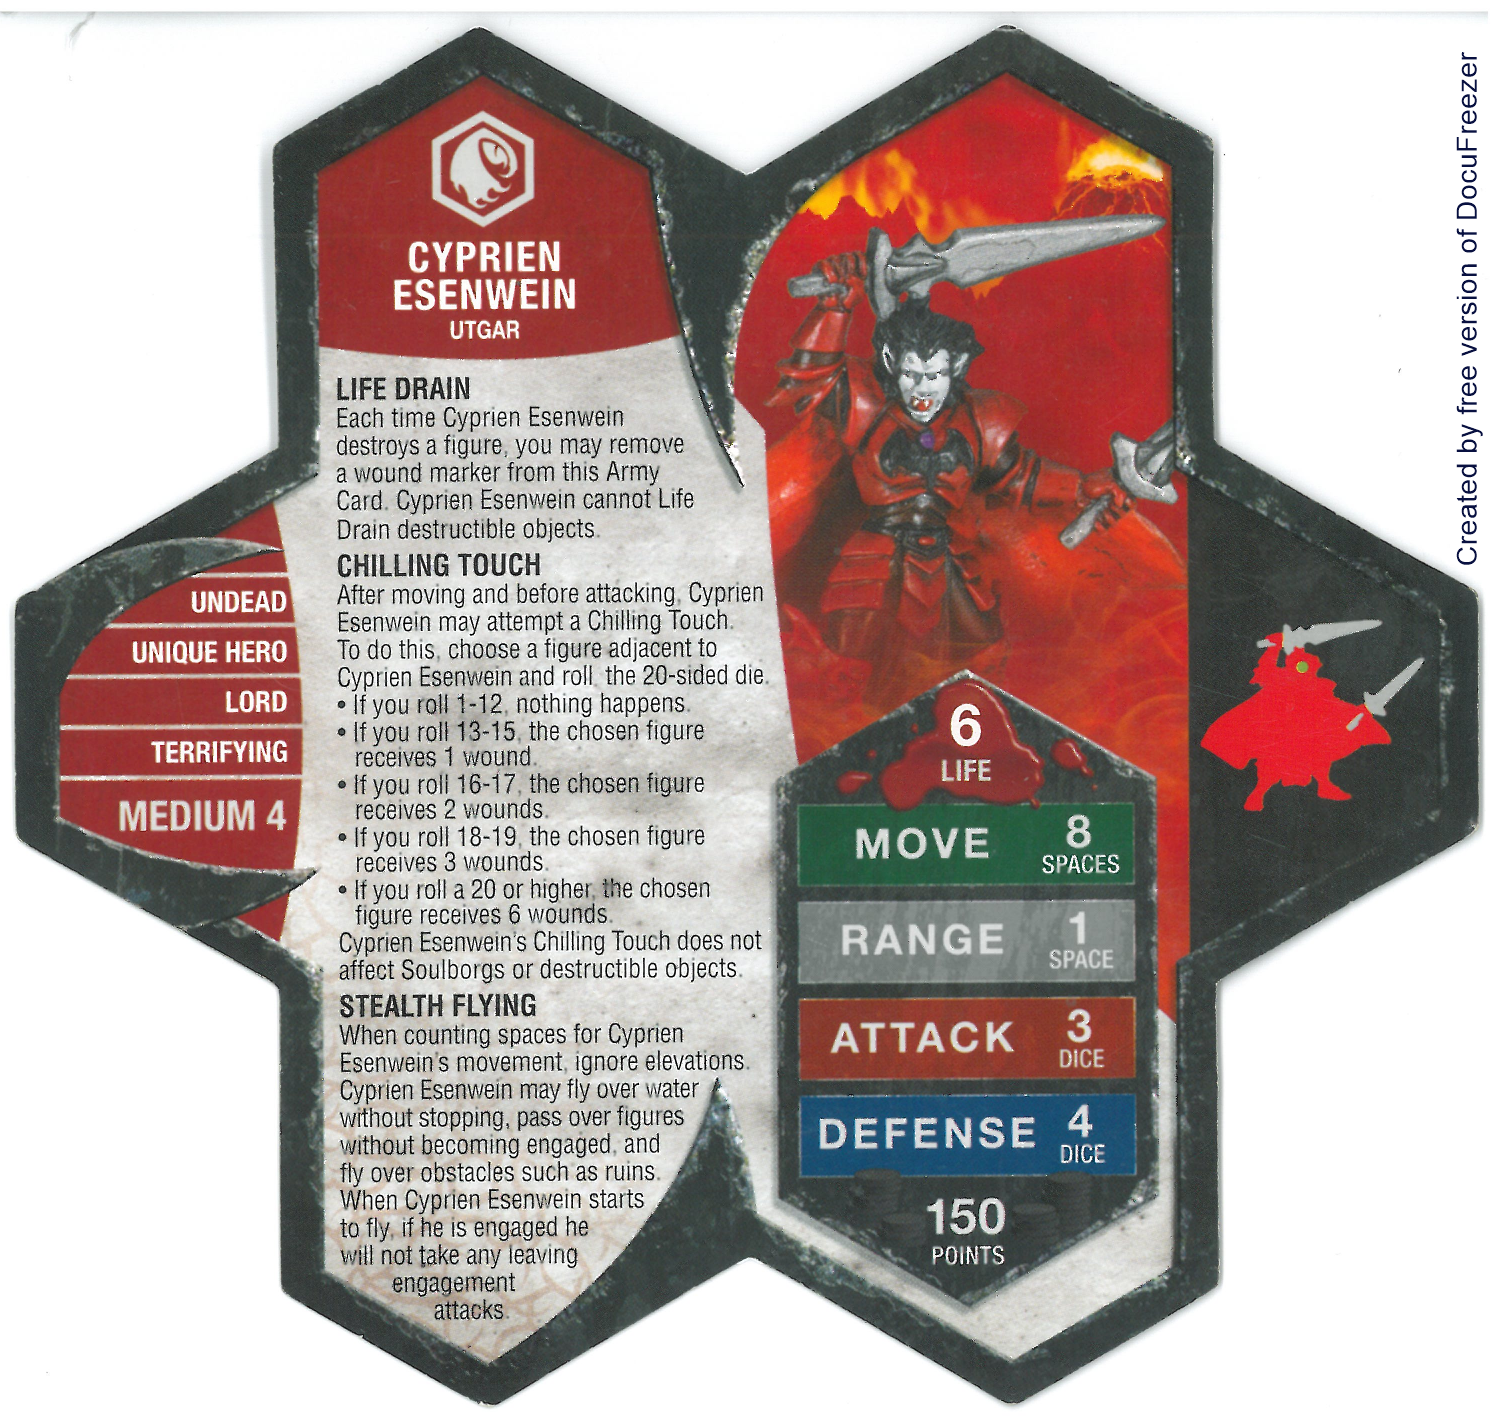 CYPRIEN
ESENWEIN
UTGAR
LIFE DRAIN
Each time Cyprien Esenwein
destroys a figure, you may remove
a wound marker from this Army
Card. Cyprien Esenwein cannot Life
Drain destructible objects.
CHILLING TOUCH
After moving and before attacking, Cyprien
Esenwein may attempt a Chilling Touch.
To do this, choose a figure adjacent to
Cyprien Esenwein and roll the 20-sided die.
• If you roll 1-12, nothing happens.
• If you roll 13-15, the chosen figure
receives 1 wound.
• If you roll 16-17, the chosen figure
receives 2 wounds.
• If you roll 18-19, the chosen figure
receives 3 wounds.
• If you roll a 20 or higher, the chosen
figure receives 6 wounds.
Cyprien Esenwein's Chilling Touch does not
affect Soulborgs or destructible objects.
STEALTH FLYING
When counting spaces for Cyprien
Esenwein's movement, ignore elevations.
Cyprien Esenwein may fly over water
without stopping, pass over figures
without becoming engaged, and
fly over obstacles such as ruins.
When Cyprien Esenwein starts
to fly, if he is engaged he
will not take any leaving
engagement
attacks.
UNDEAD
UNIQUE HERO
LORD
TERRIFYING
MEDIUM 4
6
LIFE
MOVE 8
SPACES
RANGE 1
SPACE
ATTACK 3
DICE
DEFENSE 4
DICE
150
POINTS
Created by free version of DocuFreezer